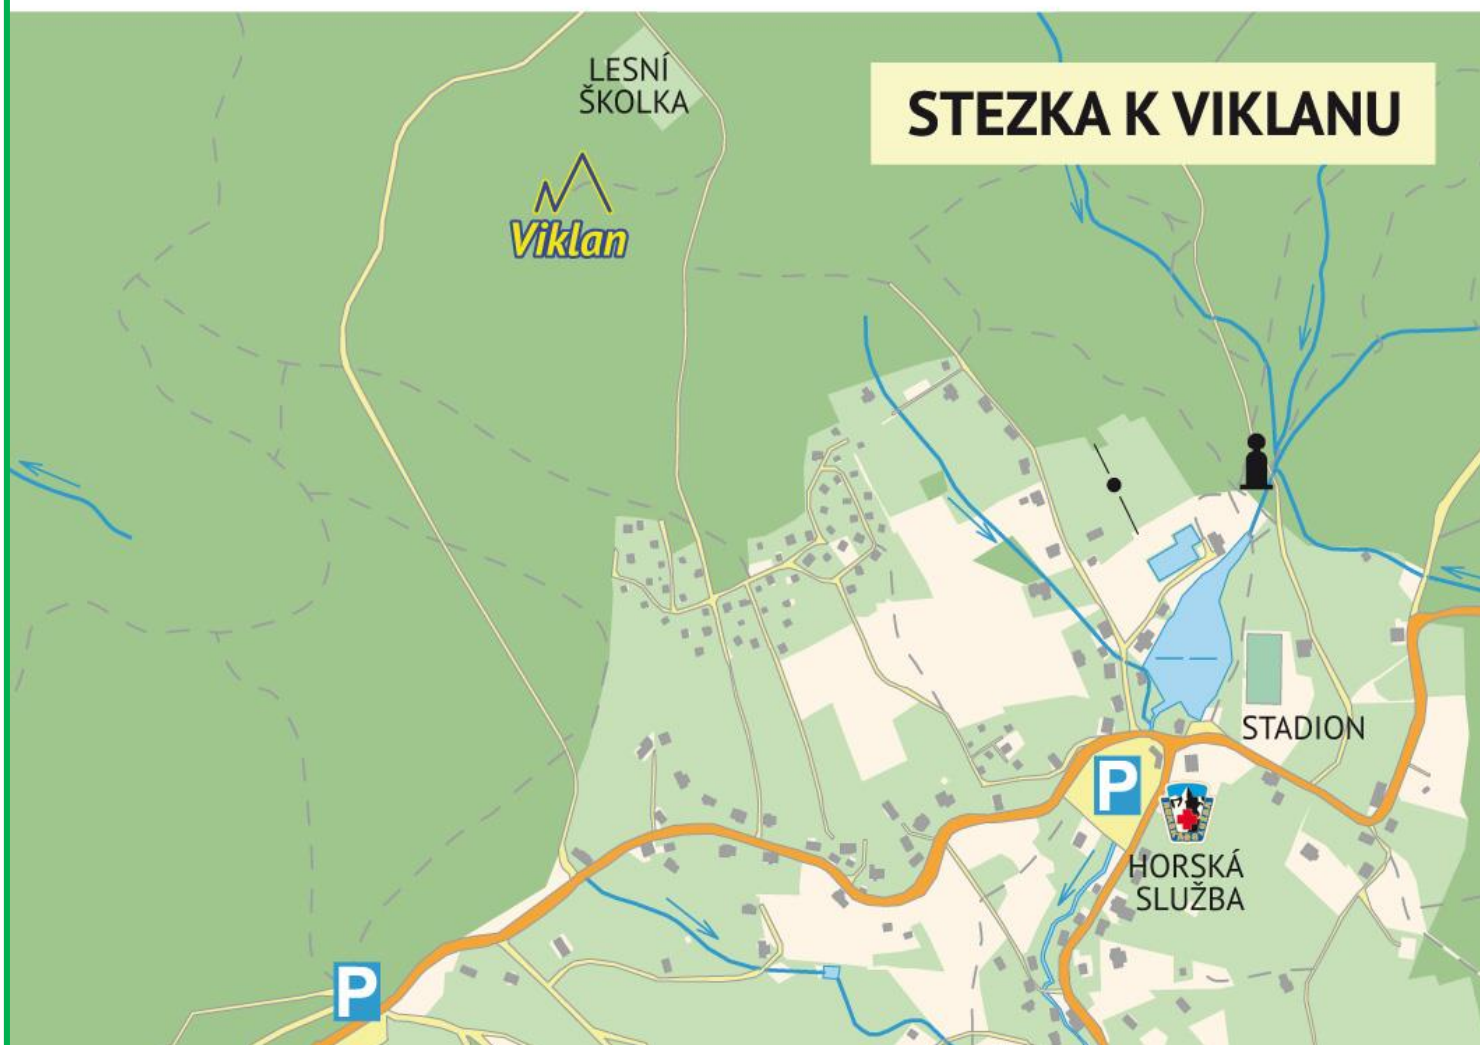 LESNÍ
ŠKOLKA
STEZKA K VIKLANU
Viklan
STADION
P
HORSKÁ
SLUŽBA
P